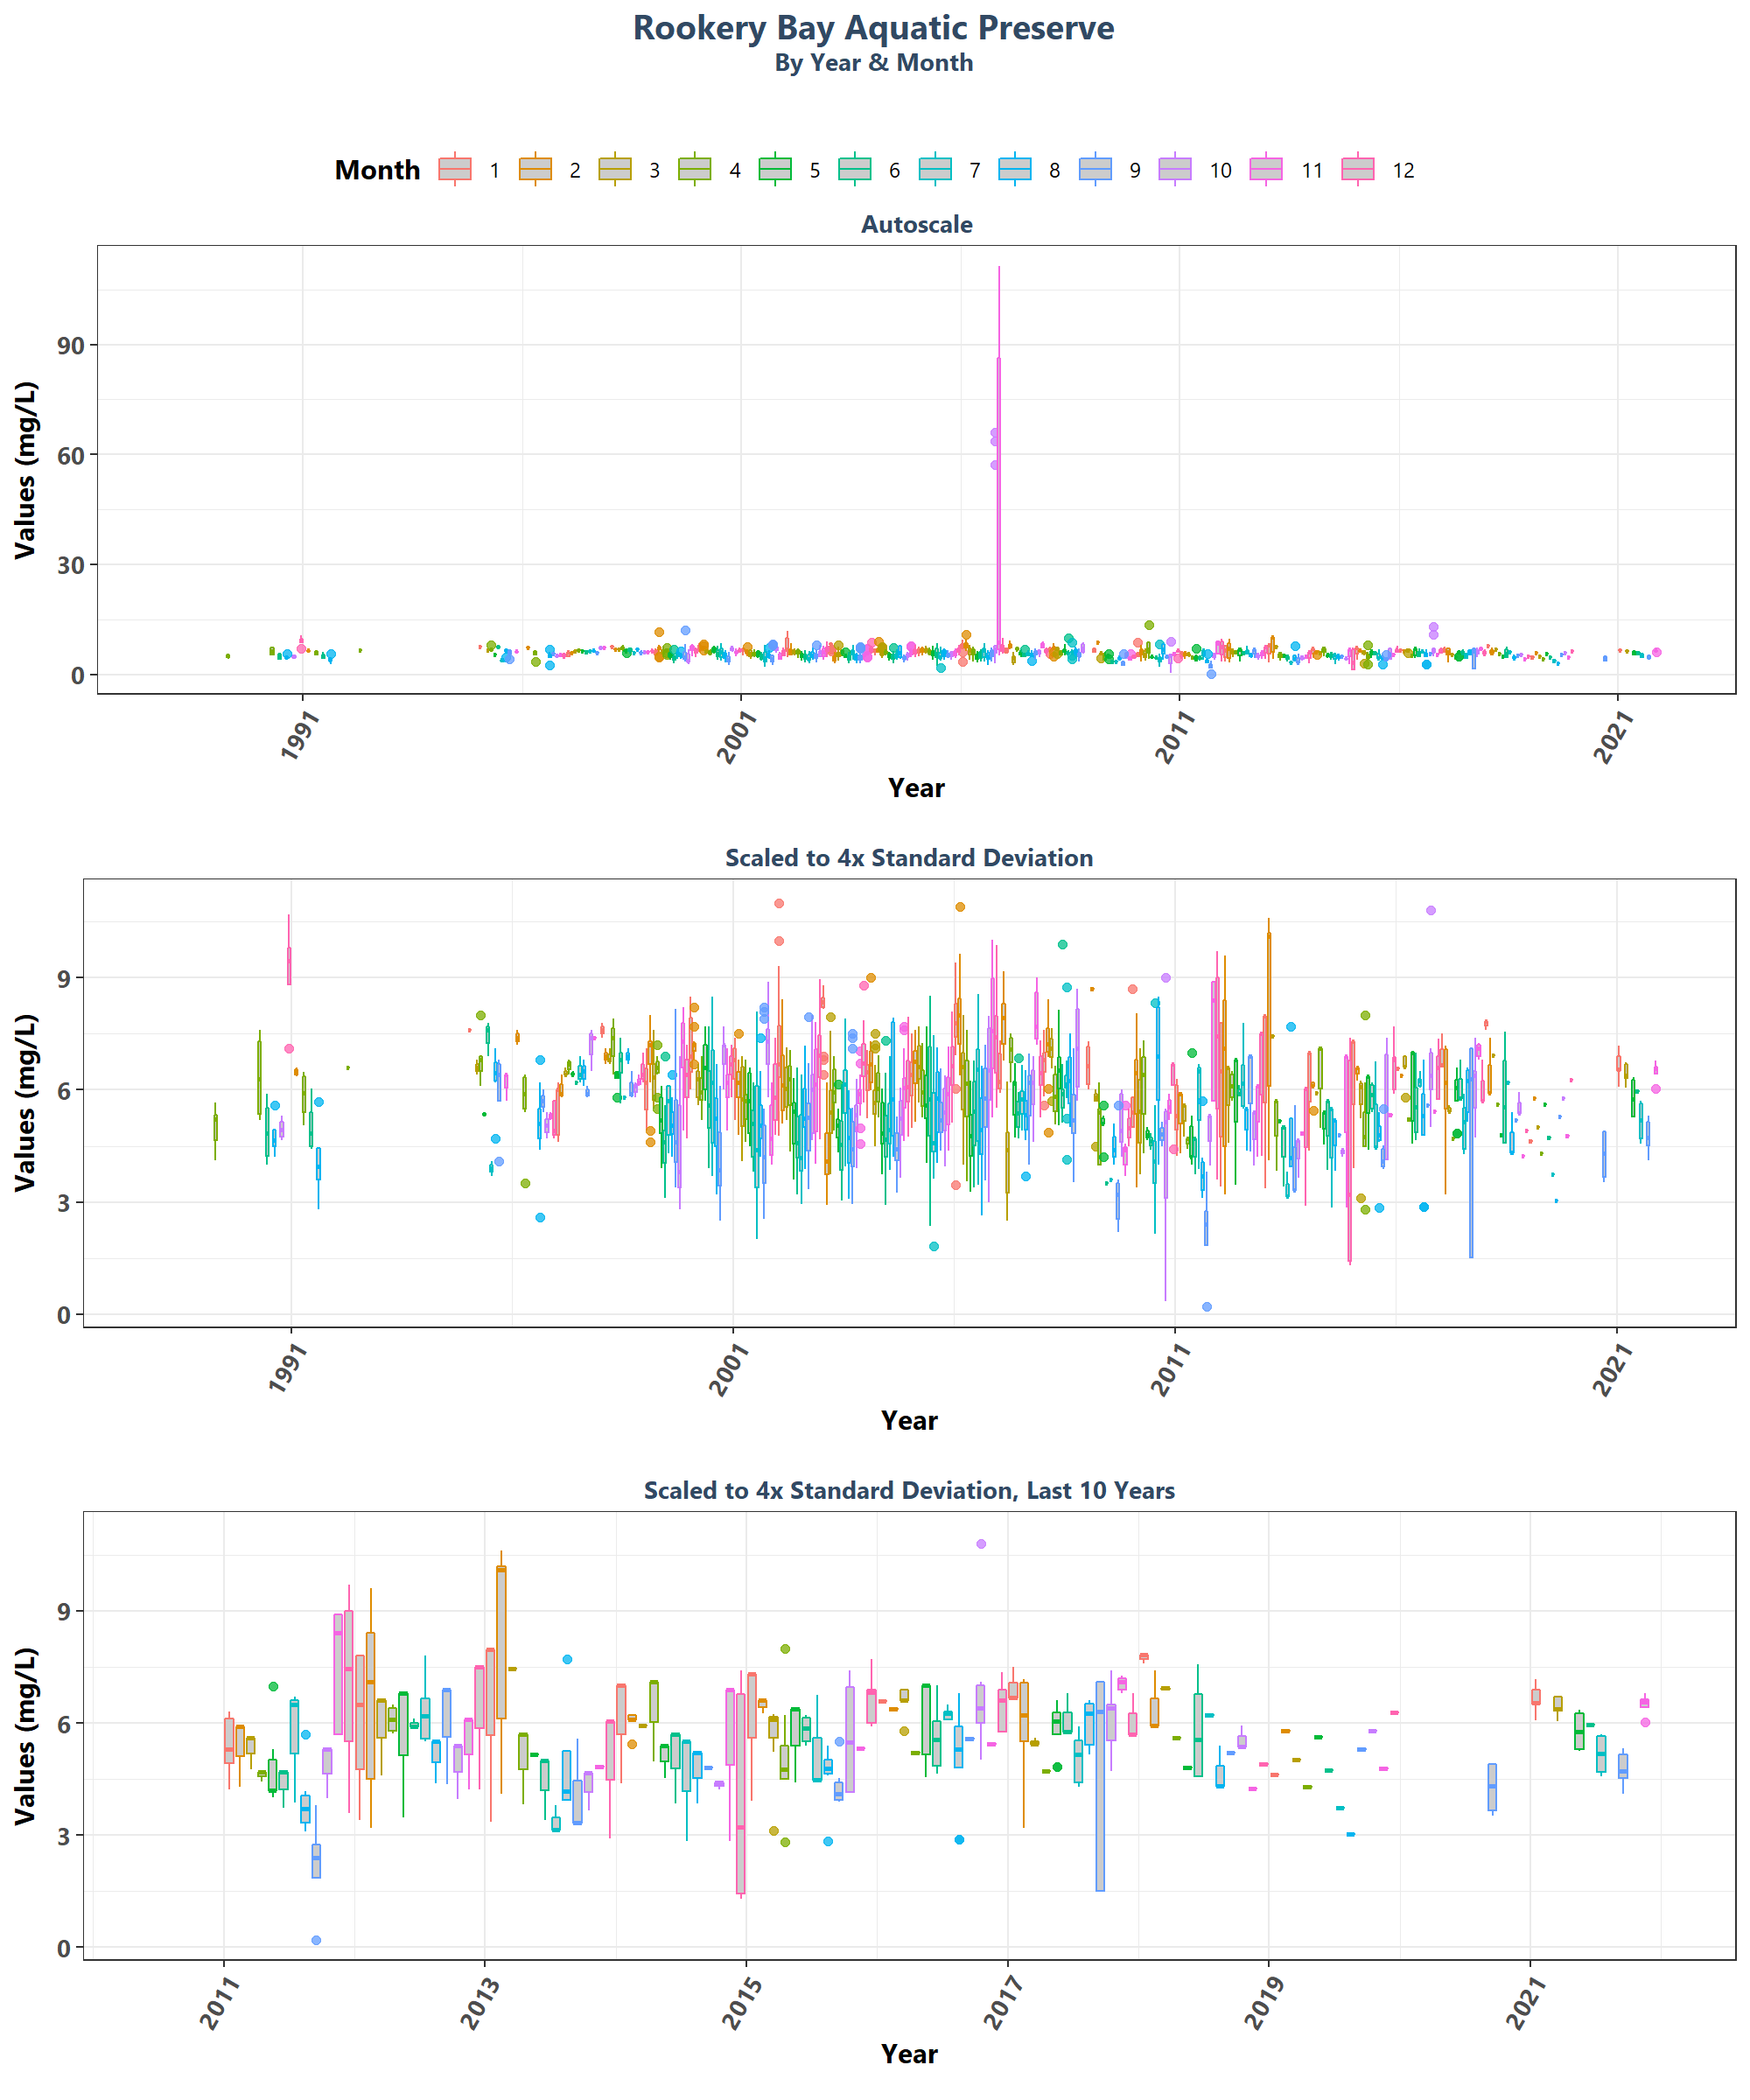 Rookery Bay Aquatic Preserve
By Year & Month
Month 1 2 3 4 5 6 7 8 9 10 11 12
Autoscale
Values (mg/L)
90
60
30
0
1991 2001 2011 2021
Year
Scaled to 4x Standard Deviation
Values (mg/L)
9
6
3
0
1991 2001 2011 2021
Year
Scaled to 4x Standard Deviation, Last 10 Years
Values (mg/L)
9
6
3
0
2011 2013 2015 2017 2019 2021
Year